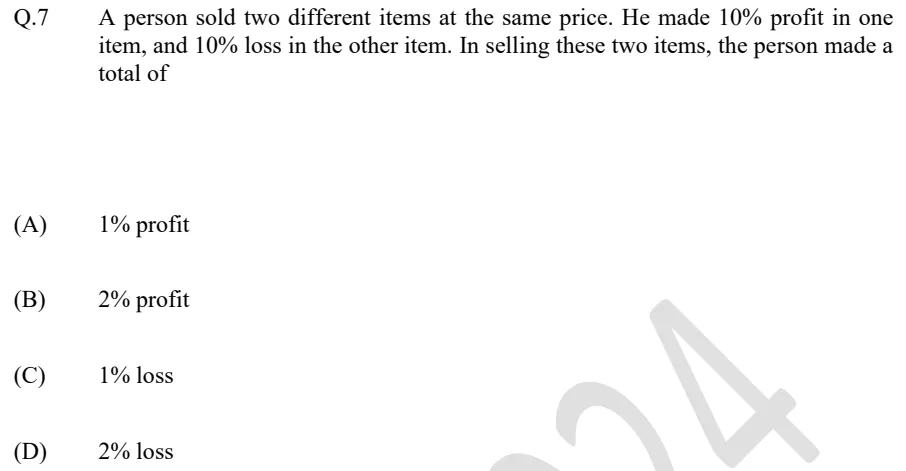 Q.7 A person sold two different items at the same price. He made 10% profit in one
item, and 10% loss in the other item. In selling these two items, the person made a
total of
(A) 1% profit
(B) 2% profit
(C) 1% loss
(D) 2% loss
24